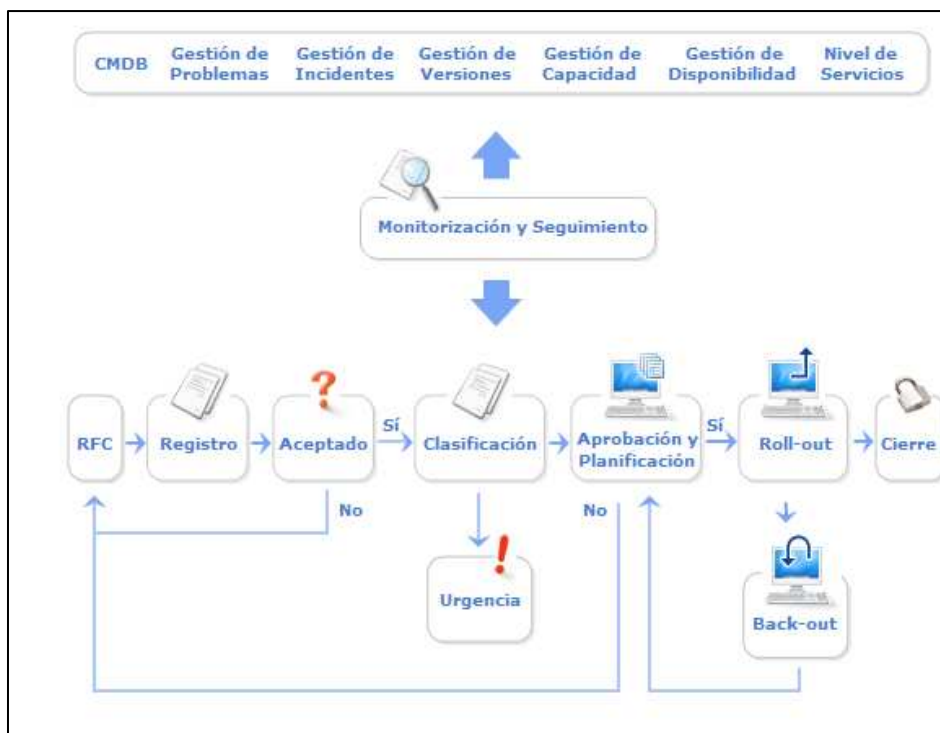 CMDB
Gestión de
Problemas
Gestión de
Incidentes
Gestión de
Versiones
Gestión de
Capacidad
Gestión de
Disponibilidad
Nivel de
Servicios
Monitorización y Seguimiento
RFC
Registro
Aceptado
Sí
Clasificación
Aprobación y
Planificación
Sí
Roll-out
Cierre
No
No
Urgencia
Back-out